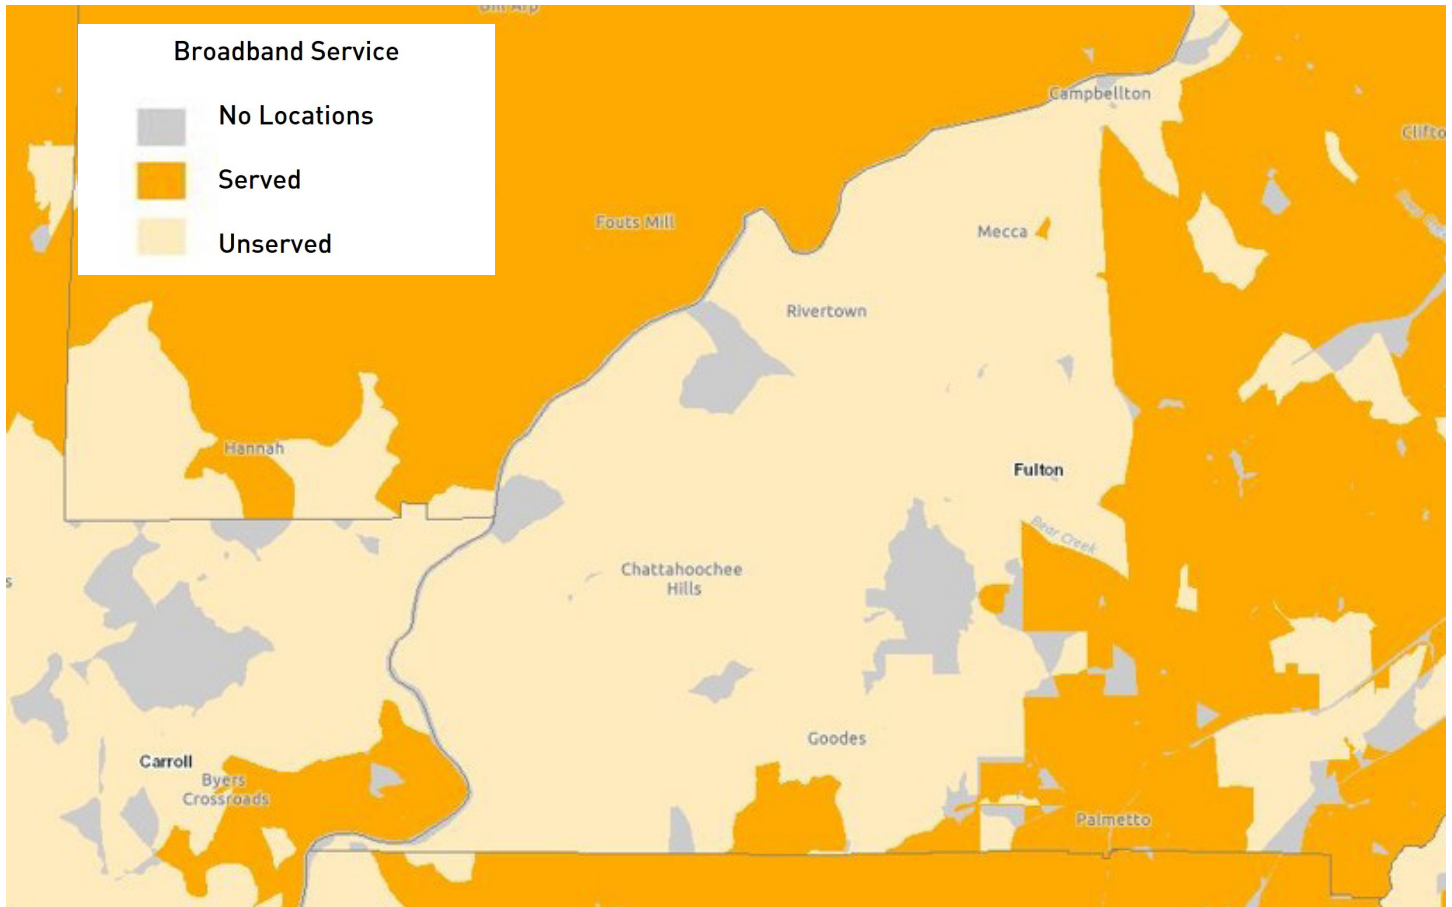 Broadband Service
No Locations
Served
Unserved
Campbellton
Fouts Mill
Mecca
Rivertown
Hannah
Fulton
Bear Creek
Chattahoochee
Hills
Goodes
Carroll
Byers
Crossroads
Palmetto